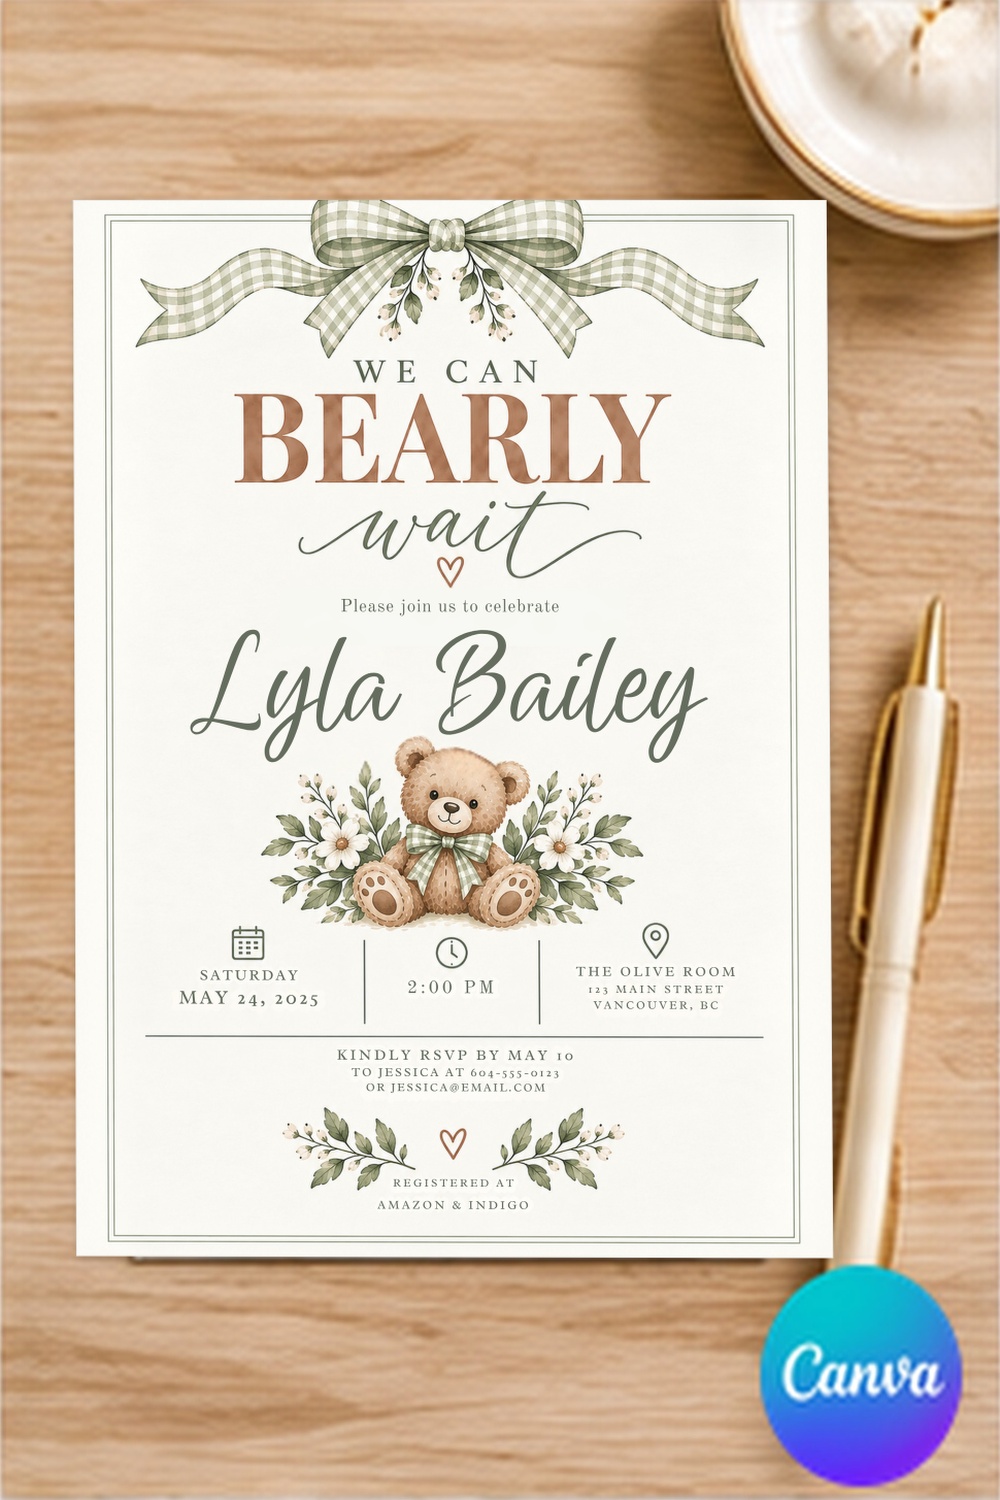 WE CAN
BEARLY
wait
Please join us to celebrate
Lyla Bailey
SATURDAY
MAY 24, 2025
2:00 PM
THE OLIVE ROOM
123 MAIN STREET
VANCOUVER, BC
KINDLY RSVP BY MAY 10
TO JESSICA AT 604-555-0123
OR JESSICA@EMAIL.COM
REGISTERED AT
AMAZON & INDIGO
Canva